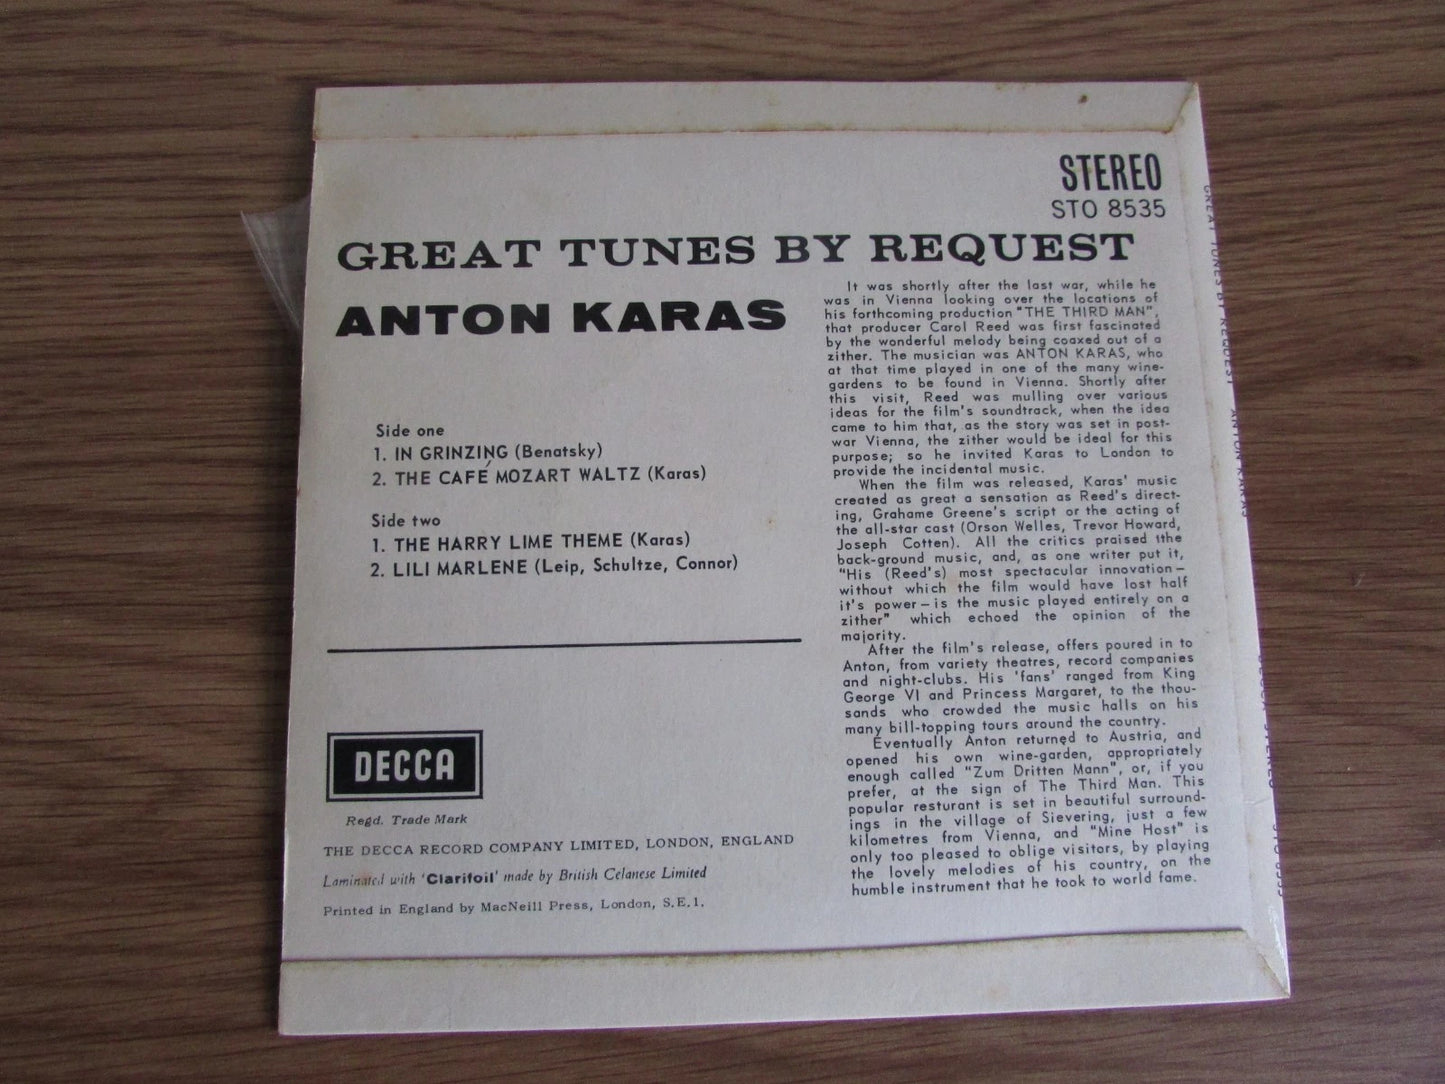 STEREO
STO 8535
GREAT TUNES BY REQUEST
ANTON KARAS
Side one
1. IN GRINZING (Benatsky)
2. THE CAFÉ MOZART WALTZ (Karas)
Side two
1. THE HARRY LIME THEME (Karas)
2. LILI MARLENE (Leip, Schultze, Connor)
DECCA
Regd. Trade Mark
THE DECCA RECORD COMPANY LIMITED, LONDON, ENGLAND
Laminated with 'Clarifoil' made by British Celanese Limited
Printed in England by MacNeill Press, London, S.E.1.
It was shortly after the last war, while he
was in Vienna looking over the locations of
his forthcoming production "THE THIRD MAN",
that producer Carol Reed was first fascinated
by the wonderful melody being coaxed out of a
zither. The musician was ANTON KARAS, who
at that time played in one of the many wine-
gardens to be found in Vienna. Shortly after
this visit, Reed was mulling over various
ideas for the film's soundtrack, when the idea
came to him that, as the story was set in post-
war Vienna, the zither would be ideal for this
purpose; so he invited Karas to London to
provide the incidental music.
When the film was released, Karas' music
created as great a sensation as Reed's direct-
ing, Grahame Greene's script or the acting of
the all-star cast (Orson Welles, Trevor Howard,
Joseph Cotten). All the critics praised the
back-ground music, and, as one writer put it,
"His (Reed's) most spectacular innovation –
without which the film would have lost half
it's power – is the music played entirely on a
zither" which echoed the opinion of the
majority.
After the film's release, offers poured in to
Anton, from variety theatres, record companies
and night-clubs. His 'fans' ranged from King
George VI and Princess Margaret, to the thou-
sands who crowded the music halls on his
many bill-topping tours around the country.
Eventually Anton returned to Austria, and
opened his own wine-garden, appropriately
enough called "Zum Dritten Mann", or, if you
prefer, at the sign of The Third Man. This
popular resturant is set in beautiful surround-
ings in the village of Sievering, just a few
kilometres from Vienna, and "Mine Host" is
only too pleased to oblige visitors, by playing
the lovely melodies of his country, on the
humble instrument that he took to world fame.
GREAT TUNES BY REQUEST ANTON KARAS DECCA STEREO STO 8535